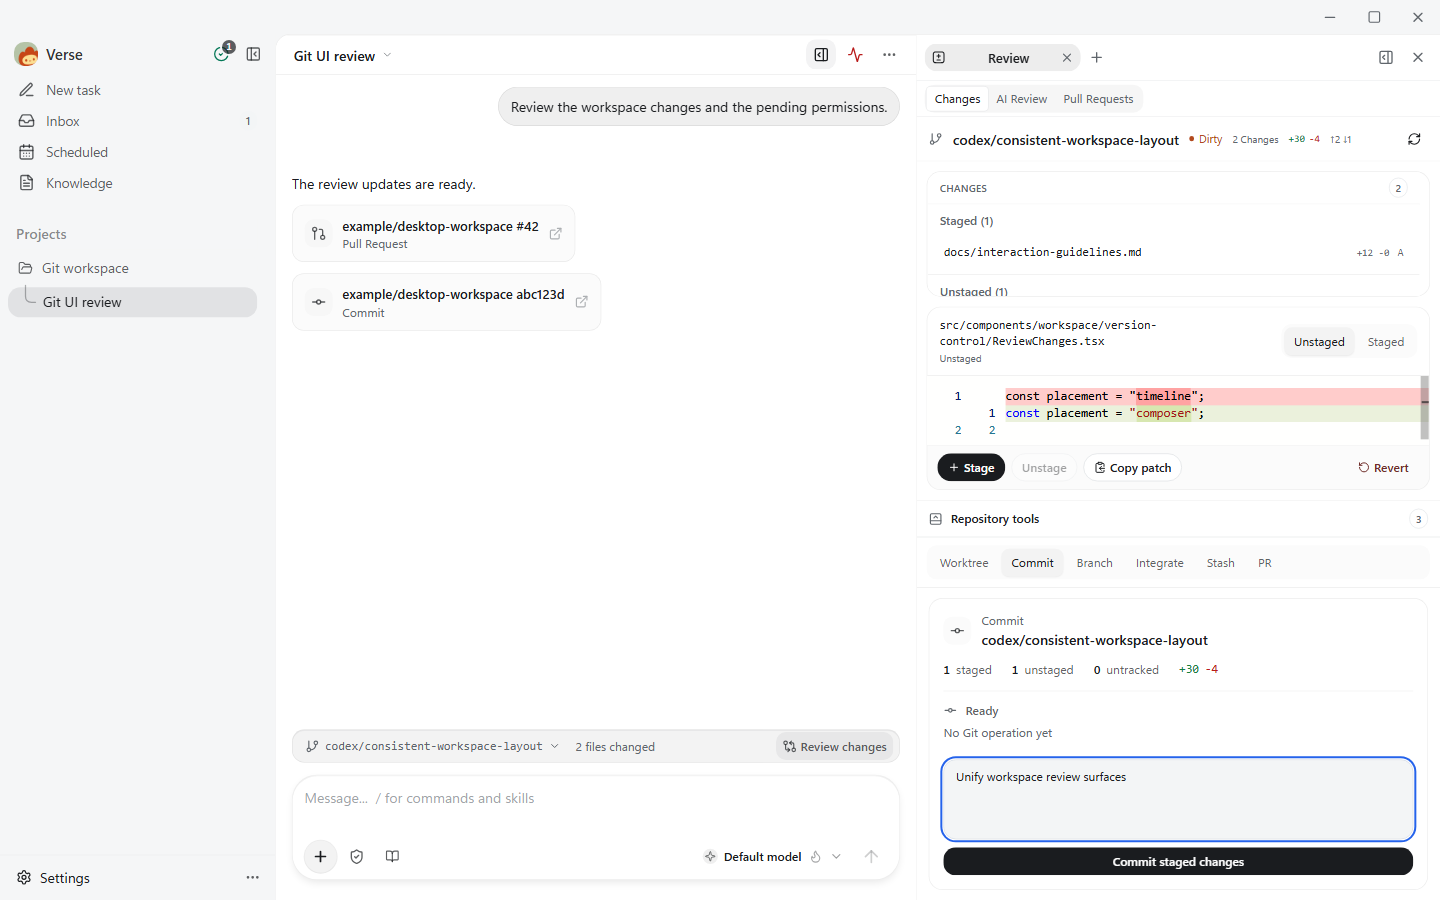 Verse
1
New task
Inbox
1
Scheduled
Knowledge
Projects
Git workspace
Git UI review
Settings
Git UI review
Review the workspace changes and the pending permissions.
The review updates are ready.
example/desktop-workspace #42
Pull Request
example/desktop-workspace abc123d
Commit
codex/consistent-workspace-layout
2 files changed
Review changes
Message... / for commands and skills
Default model
Review
Changes
AI Review
Pull Requests
codex/consistent-workspace-layout
Dirty
2 Changes
+30 -4
↑2 ↓1
CHANGES
2
Staged (1)
docs/interaction-guidelines.md
+12 -0 A
Unstaged (1)
src/components/workspace/version-
control/ReviewChanges.tsx
Unstaged
Unstaged
Staged
1 const placement = "timeline";
1 const placement = "composer";
2 2
Stage
Unstage
Copy patch
Revert
Repository tools
3
Worktree
Commit
Branch
Integrate
Stash
PR
Commit
codex/consistent-workspace-layout
1 staged
1 unstaged
0 untracked
+30 -4
Ready
No Git operation yet
Unify workspace review surfaces
Commit staged changes